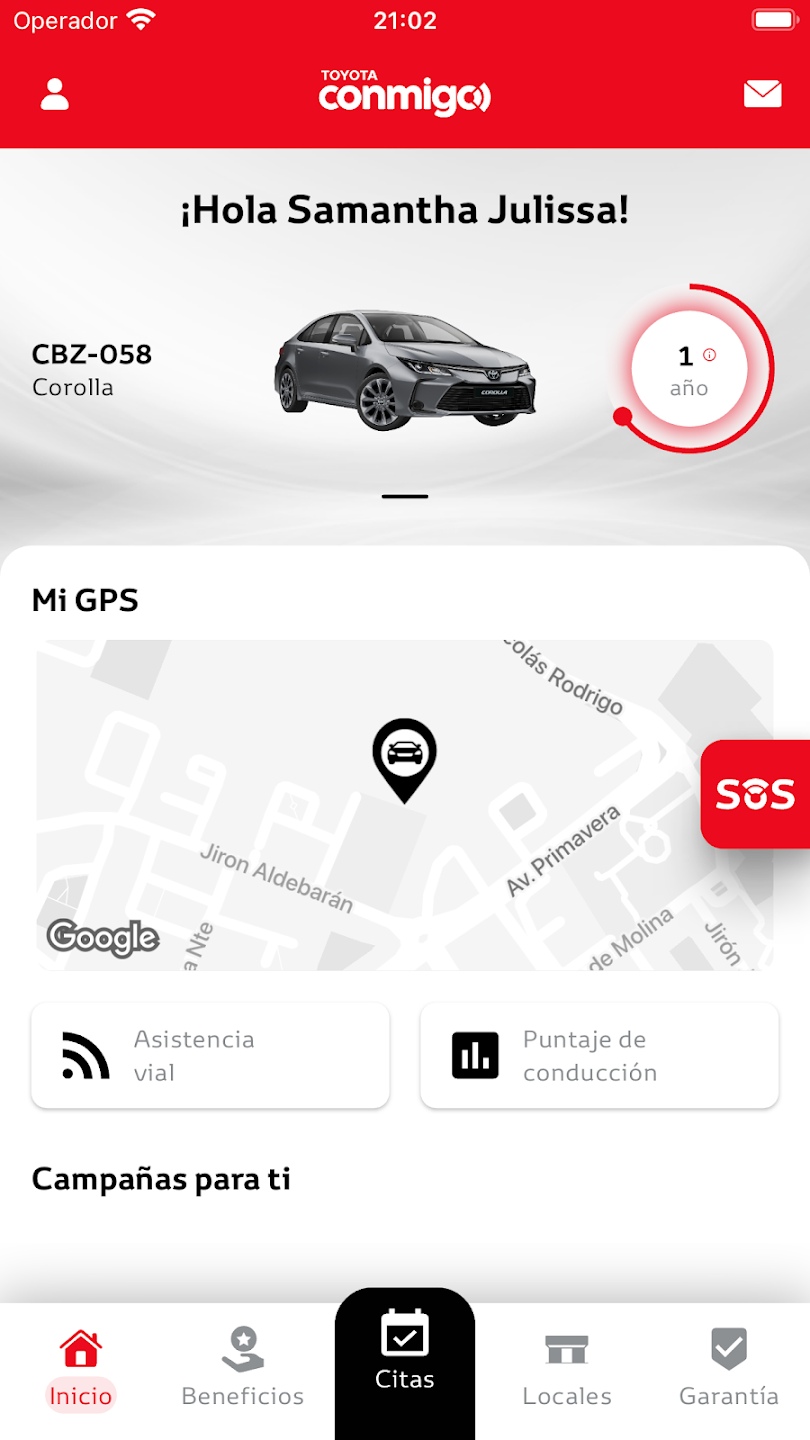 Operador
21:02
TOYOTA
conmigo
¡Hola Samantha Julissa!
CBZ-058
Corolla
COROLLA
1
año
Mi GPS
colás Rodrigo
SOS
Av. Primavera
Jiron Aldebarán
Google
a Nte
de Molina
Jirón
Asistencia
vial
Puntaje de
conducción
Campañas para ti
Inicio
Beneficios
Citas
Locales
Garantía